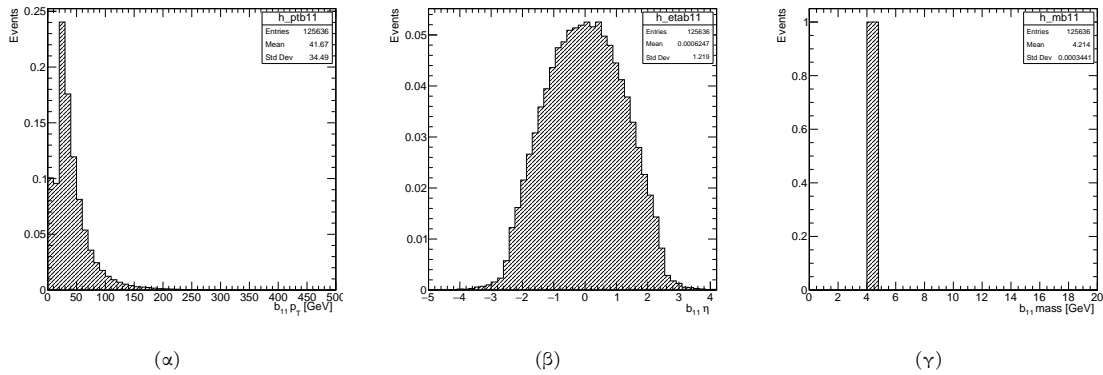 h_ptb11
Entries 125636
Mean 41.67
Std Dev 34.49
Events
0.25
0.2
0.15
0.1
0.05
0
0 50 100 150 200 250 300 350 400 450 500
b11 pT [GeV]
(α)
h_etab11
Entries 125636
Mean 0.0006247
Std Dev 1.219
Events
0.05
0.04
0.03
0.02
0.01
0
−5 −4 −3 −2 −1 0 1 2 3 4
b11 η
(β)
h_mb11
Entries 125636
Mean 4.214
Std Dev 0.0003441
Events
1
0.8
0.6
0.4
0.2
0
0 2 4 6 8 10 12 14 16 18 20
b11 mass [GeV]
(γ)